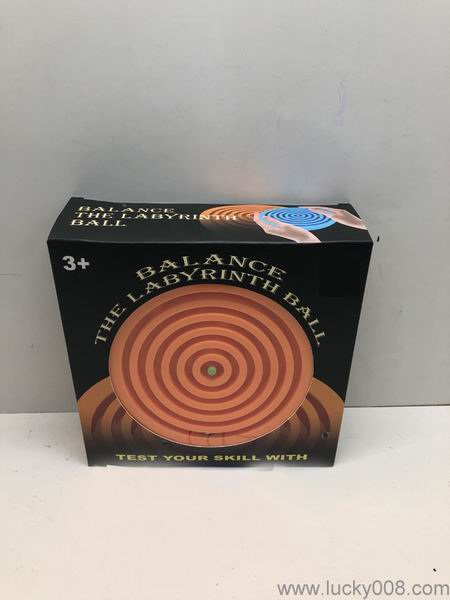 BALANCE
THE LABYRINTH
BALL
3+
BALANCE
THE LABYRINTH BALL
TEST YOUR SKILL WITH
www.lucky008.com